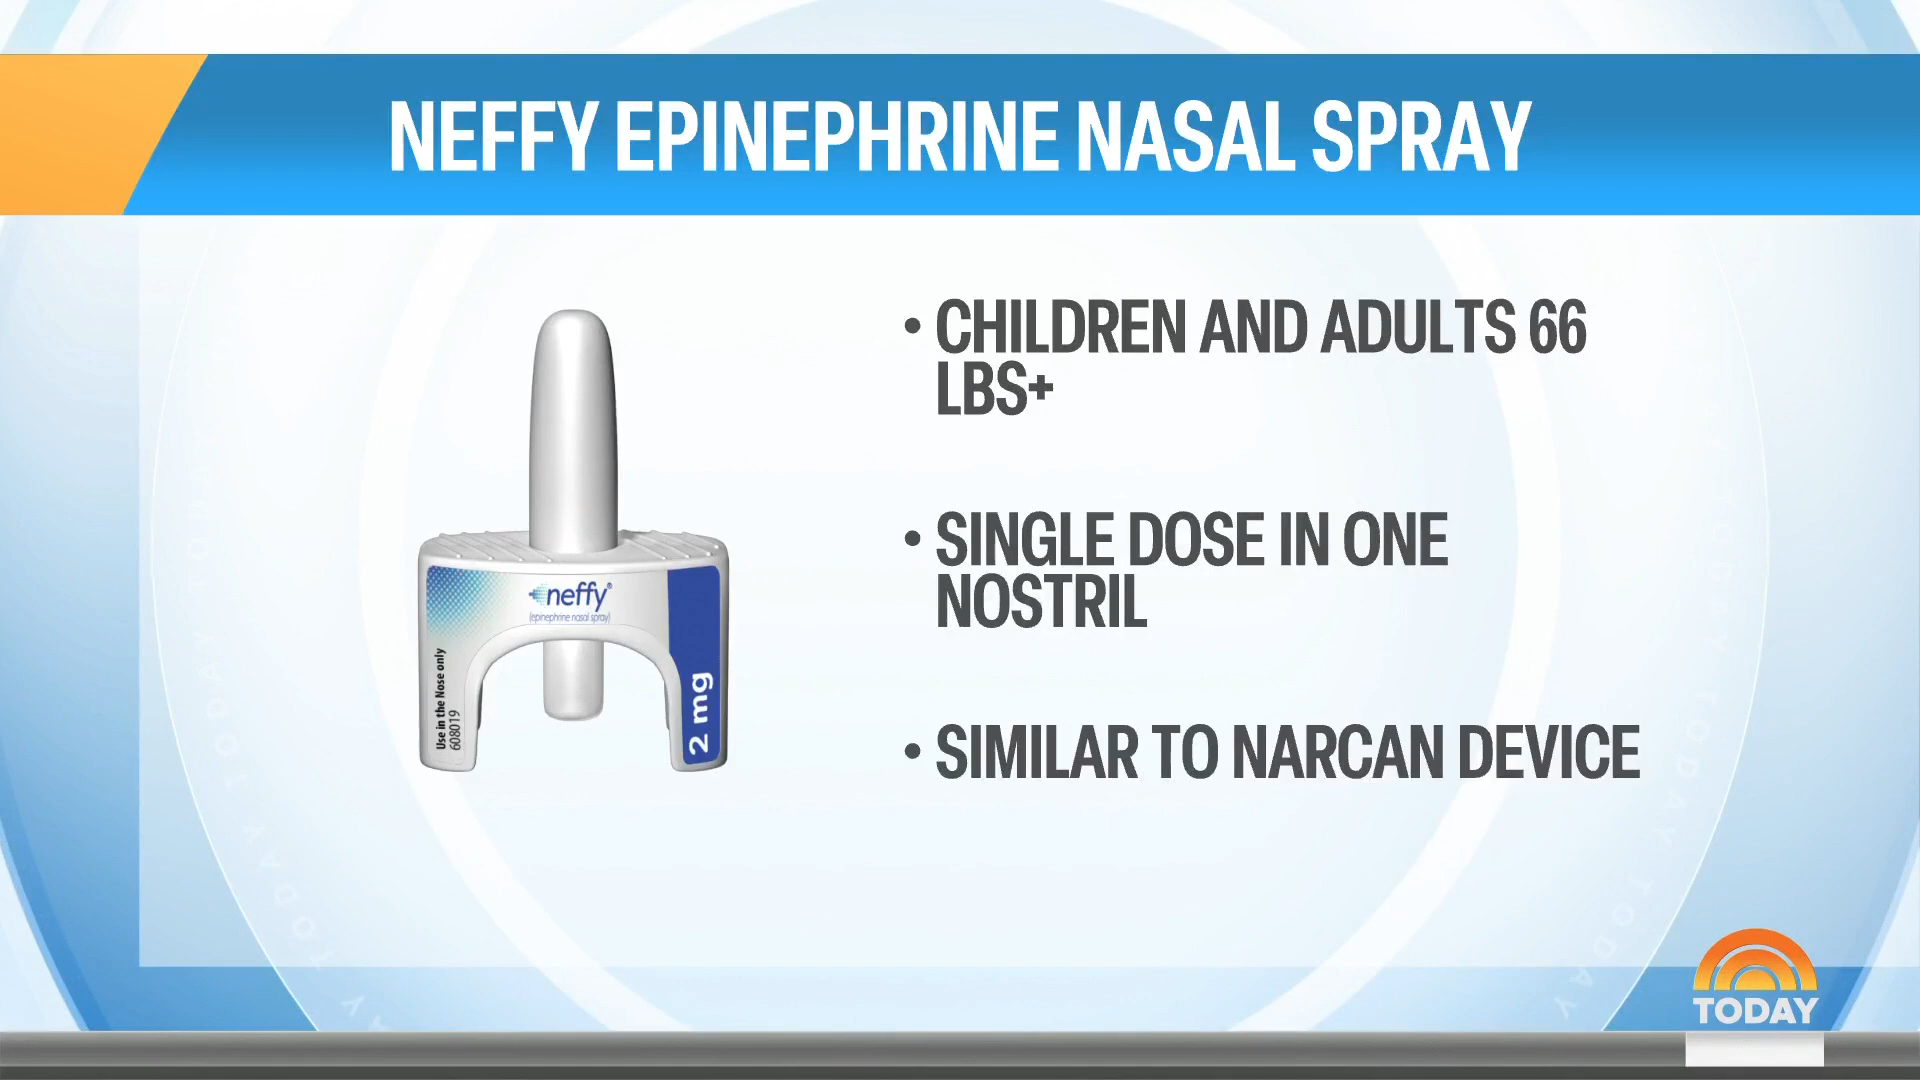 NEFFY EPINEPHRINE NASAL SPRAY
• CHILDREN AND ADULTS 66
LBS+
• SINGLE DOSE IN ONE
NOSTRIL
• SIMILAR TO NARCAN DEVICE
neffy®
(epinephrine nasal spray)
Use in the Nose only
608019
2 mg
TODAY